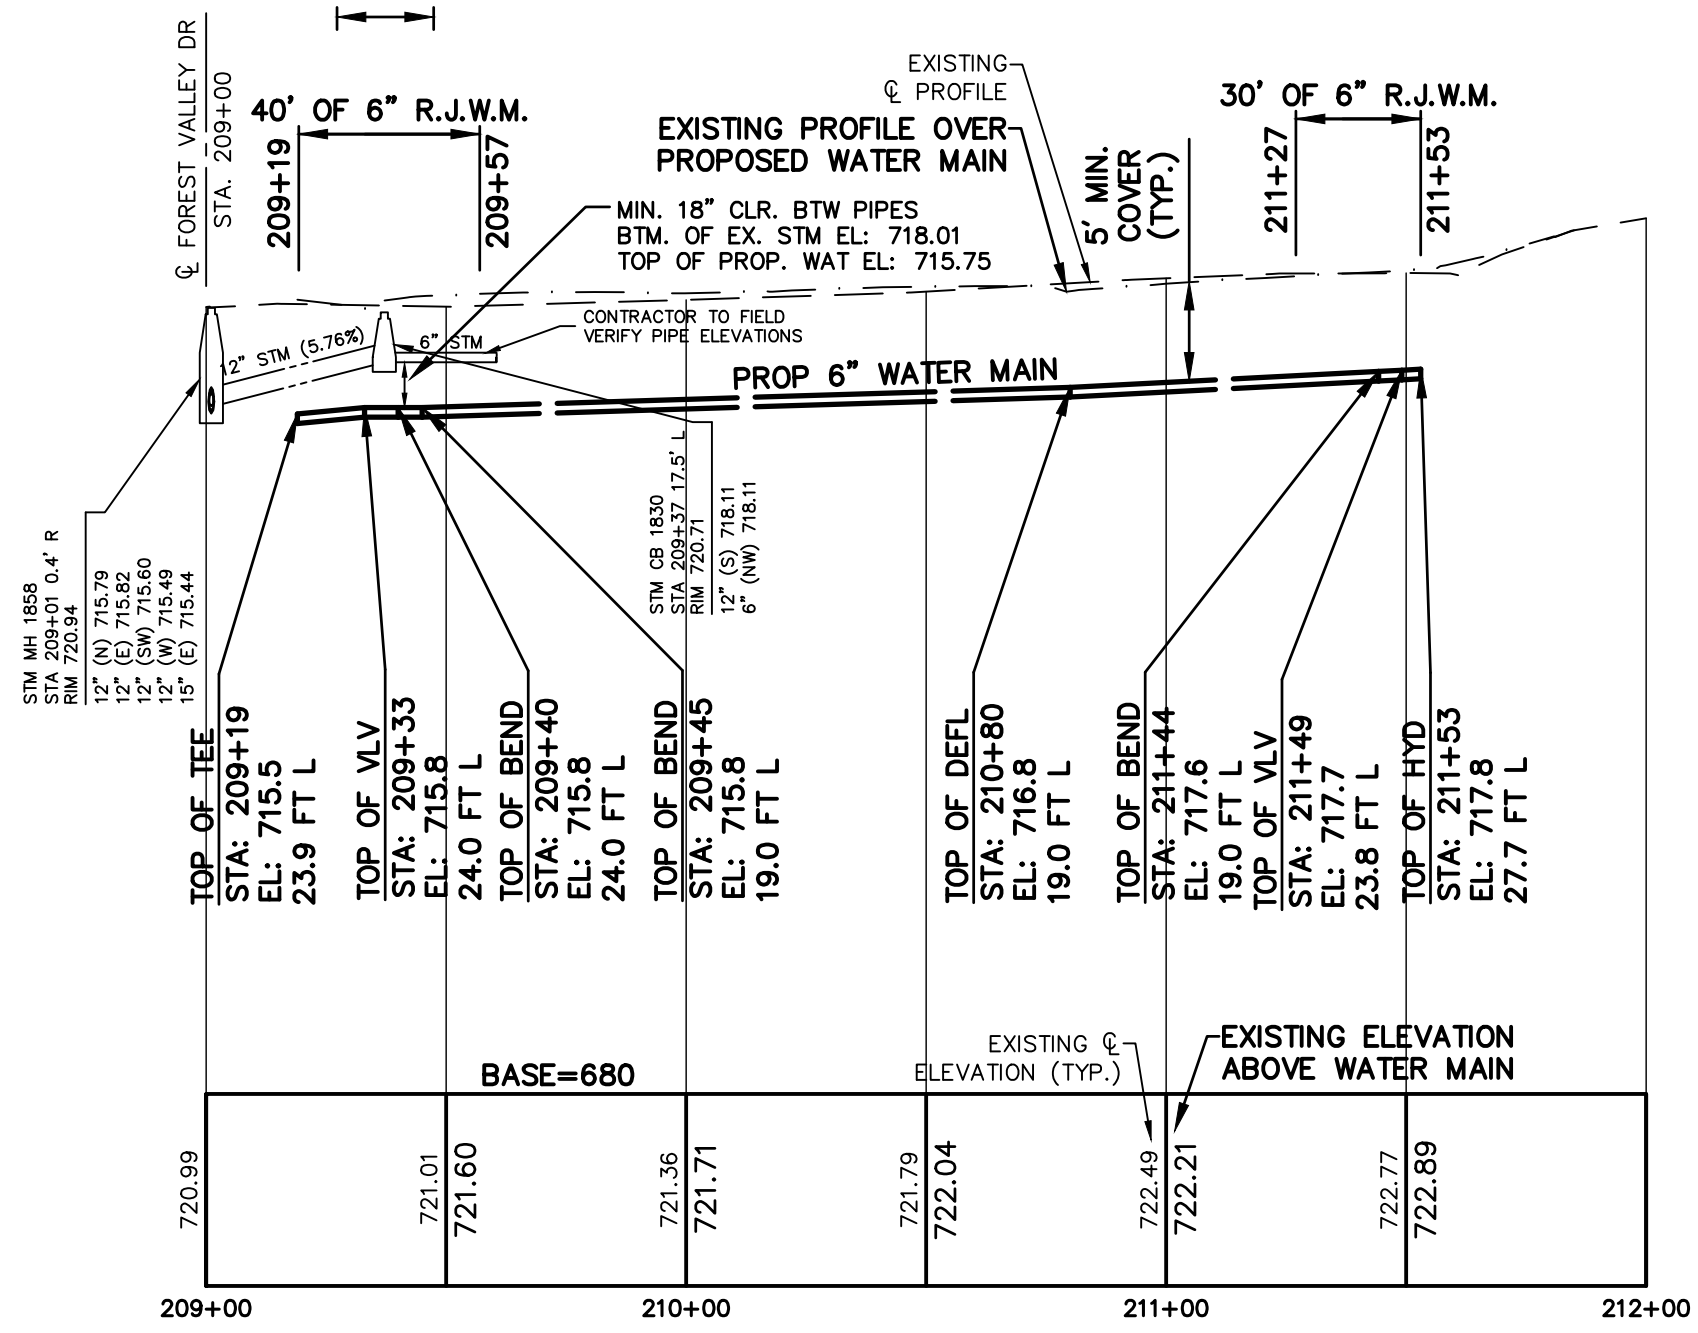 ℄ FOREST VALLEY DR
STA. 209+00
40' OF 6" R.J.W.M.
209+19
209+57
EXISTING
℄ PROFILE
EXISTING PROFILE OVER
PROPOSED WATER MAIN
MIN. 18" CLR. BTW PIPES
BTM. OF EX. STM EL: 718.01
TOP OF PROP. WAT EL: 715.75
5' MIN.
COVER
(TYP.)
30' OF 6" R.J.W.M.
211+27
211+53
CONTRACTOR TO FIELD
VERIFY PIPE ELEVATIONS
12" STM (5.76%)
6" STM
PROP 6" WATER MAIN
STM MH 1858
STA 209+01 0.4' R
RIM 720.94
12" (N) 715.79
12" (E) 715.82
12" (SW) 715.60
12" (W) 715.49
15" (E) 715.44
STM CB 1830
STA 209+37 17.5' L
RIM 720.71
12" (S) 718.11
6" (NW) 718.11
TOP OF TEE
STA: 209+19
EL: 715.5
23.9 FT L
TOP OF VLV
STA: 209+33
EL: 715.8
24.0 FT L
TOP OF BEND
STA: 209+40
EL: 715.8
24.0 FT L
TOP OF BEND
STA: 209+45
EL: 715.8
19.0 FT L
TOP OF DEFL
STA: 210+80
EL: 716.8
19.0 FT L
TOP OF BEND
STA: 211+44
EL: 717.6
19.0 FT L
TOP OF VLV
STA: 211+49
EL: 717.7
23.8 FT L
TOP OF HYD
STA: 211+53
EL: 717.8
27.7 FT L
BASE=680
EXISTING ℄
ELEVATION (TYP.)
EXISTING ELEVATION
ABOVE WATER MAIN
720.99
721.01
721.60
721.36
721.71
721.79
722.04
722.49
722.21
722.77
722.89
209+00
210+00
211+00
212+00